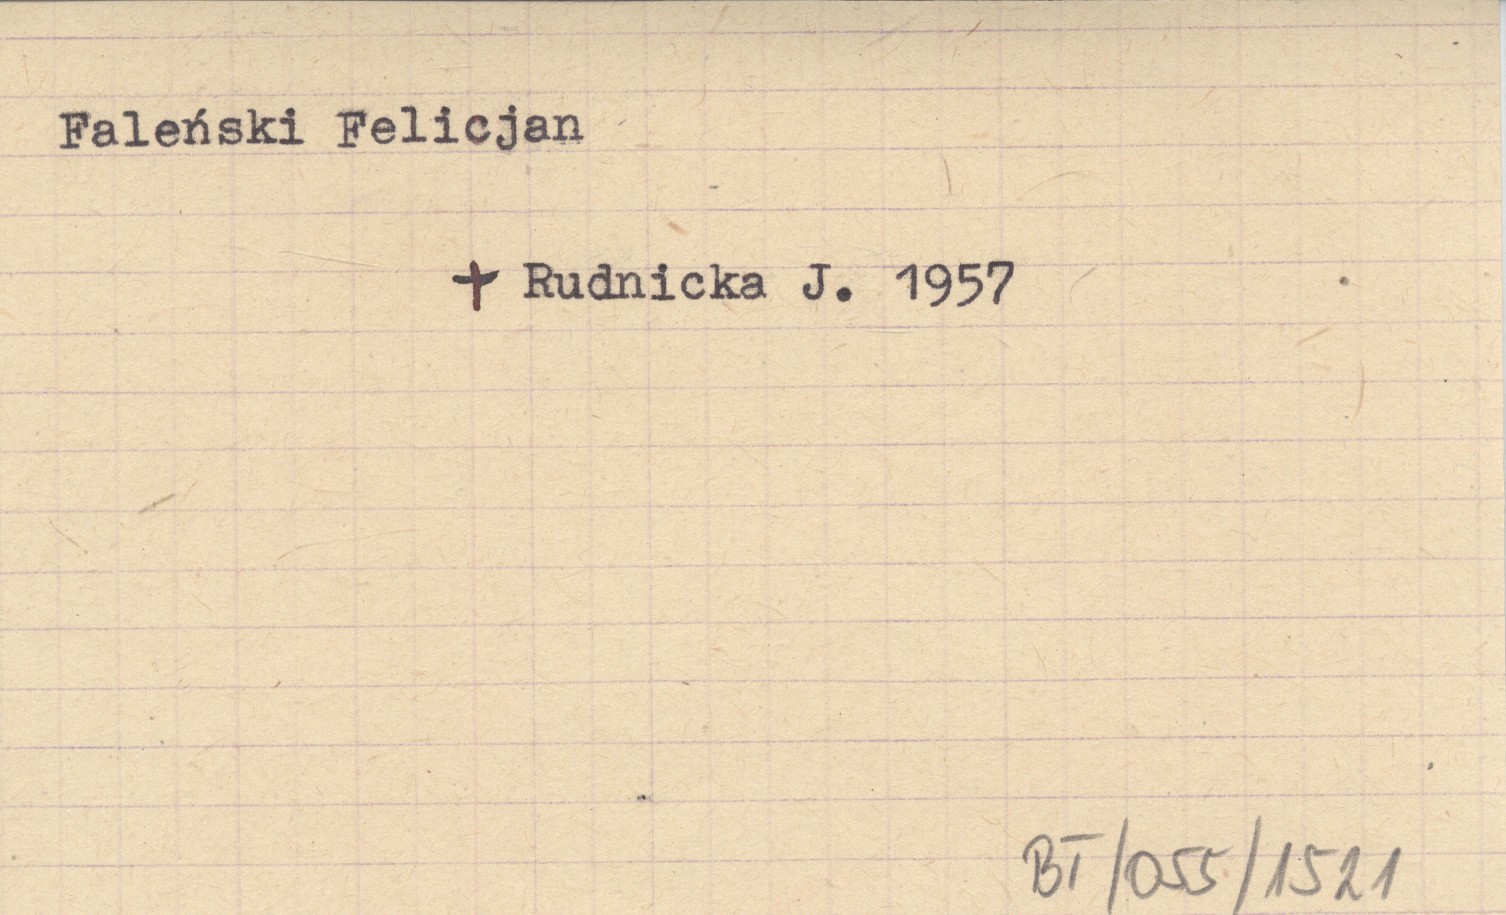 Faleński Felicjan
+ Rudnicka J. 1957
BT/055/1521